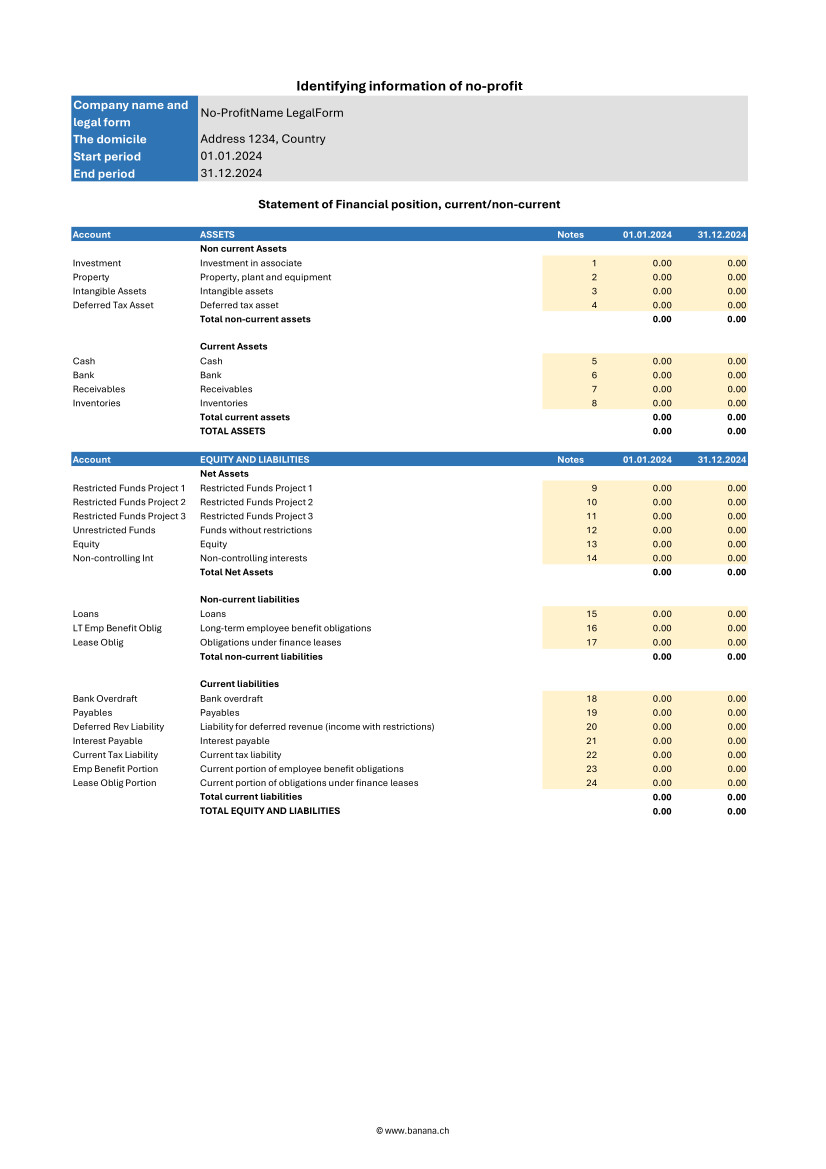 Identifying information of no-profit
Company name and
legal form
No-ProfitName LegalForm
The domicile Address 1234, Country
Start period 01.01.2024
End period 31.12.2024
Statement of Financial position, current/non-current
Account ASSETS Notes 01.01.2024 31.12.2024
Non current Assets
Investment Investment in associate 1 0.00 0.00
Property Property, plant and equipment 2 0.00 0.00
Intangible Assets Intangible assets 3 0.00 0.00
Deferred Tax Asset Deferred tax asset 4 0.00 0.00
Total non-current assets 0.00 0.00
Current Assets
Cash Cash 5 0.00 0.00
Bank Bank 6 0.00 0.00
Receivables Receivables 7 0.00 0.00
Inventories Inventories 8 0.00 0.00
Total current assets 0.00 0.00
TOTAL ASSETS 0.00 0.00
Account EQUITY AND LIABILITIES Notes 01.01.2024 31.12.2024
Net Assets
Restricted Funds Project 1 Restricted Funds Project 1 9 0.00 0.00
Restricted Funds Project 2 Restricted Funds Project 2 10 0.00 0.00
Restricted Funds Project 3 Restricted Funds Project 3 11 0.00 0.00
Unrestricted Funds Funds without restrictions 12 0.00 0.00
Equity Equity 13 0.00 0.00
Non-controlling Int Non-controlling interests 14 0.00 0.00
Total Net Assets 0.00 0.00
Non-current liabilities
Loans Loans 15 0.00 0.00
LT Emp Benefit Oblig Long-term employee benefit obligations 16 0.00 0.00
Lease Oblig Obligations under finance leases 17 0.00 0.00
Total non-current liabilities 0.00 0.00
Current liabilities
Bank Overdraft Bank overdraft 18 0.00 0.00
Payables Payables 19 0.00 0.00
Deferred Rev Liability Liability for deferred revenue (income with restrictions) 20 0.00 0.00
Interest Payable Interest payable 21 0.00 0.00
Current Tax Liability Current tax liability 22 0.00 0.00
Emp Benefit Portion Current portion of employee benefit obligations 23 0.00 0.00
Lease Oblig Portion Current portion of obligations under finance leases 24 0.00 0.00
Total current liabilities 0.00 0.00
TOTAL EQUITY AND LIABILITIES 0.00 0.00
© www.banana.ch